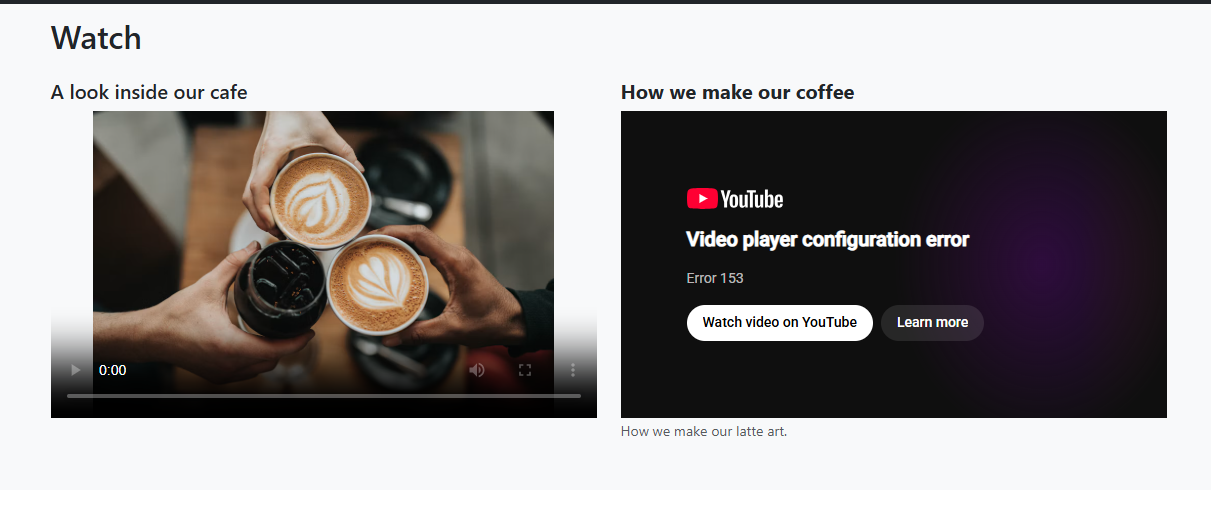 Watch
A look inside our cafe
0:00
How we make our coffee
YouTube
Video player configuration error
Error 153
Watch video on YouTube
Learn more
How we make our latte art.